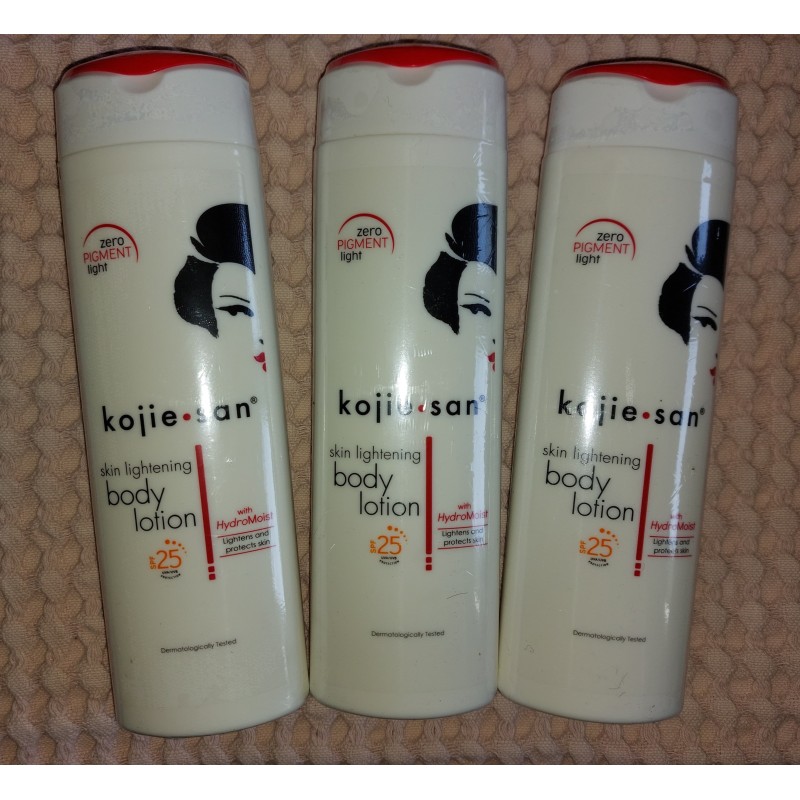 zero
PIGMENT
light
kojie·san®
skin lightening
body
lotion
with
HydroMoist
Lightens and
protects skin
SPF 25
Dermatologically Tested
zero
PIGMENT
light
kojie·san®
skin lightening
body
lotion
with
HydroMoist
Lightens and
protects skin
SPF 25
Dermatologically Tested
zero
PIGMENT
light
kojie·san®
skin lightening
body
lotion
with
HydroMoist
Lightens and
protects skin
SPF 25
Dermatologically Tested